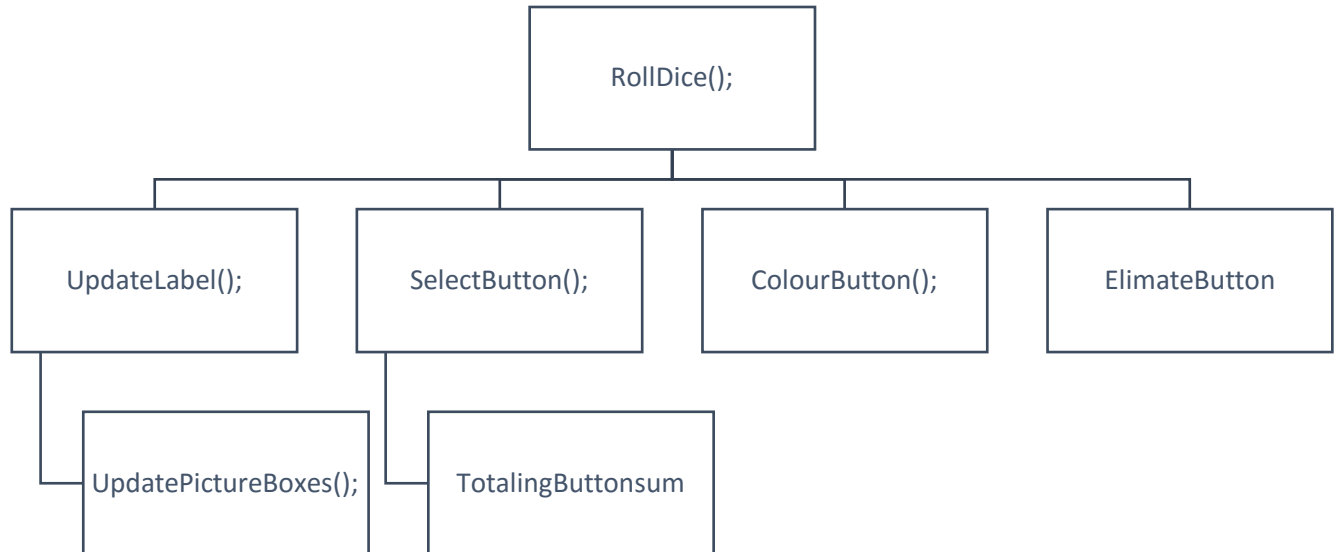 RollDice();
UpdateLabel();
SelectButton();
ColourButton();
ElimateButton
UpdatePictureBoxes();
TotalingButtonsum